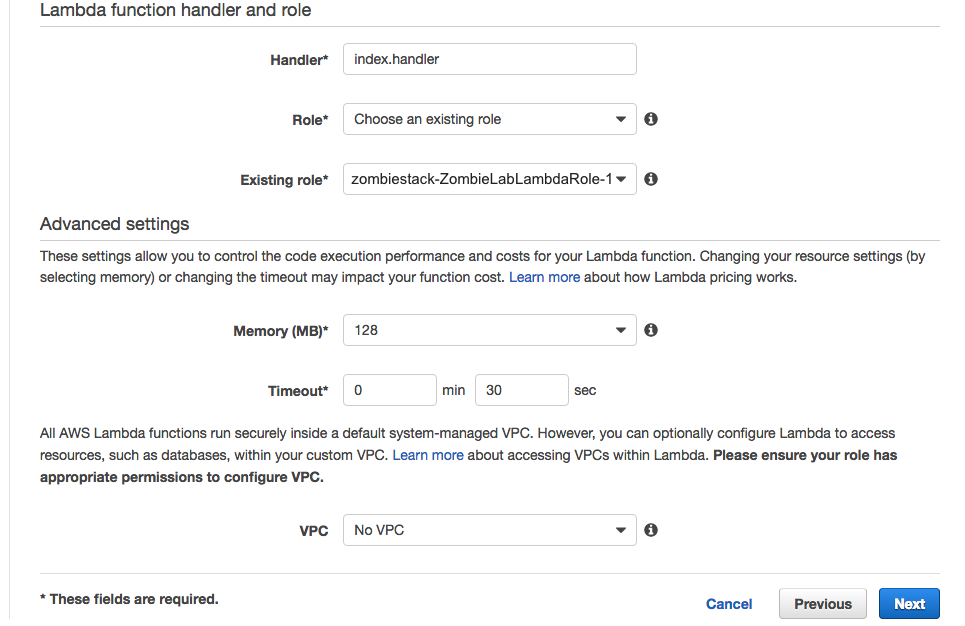 Lambda function handler and role
Handler* index.handler
Role* Choose an existing role
Existing role* zombiestack-ZombieLabLambdaRole-1
Advanced settings
These settings allow you to control the code execution performance and costs for your Lambda function. Changing your resource settings (by
selecting memory) or changing the timeout may impact your function cost. Learn more about how Lambda pricing works.
Memory (MB)* 128
Timeout* 0 min 30 sec
All AWS Lambda functions run securely inside a default system-managed VPC. However, you can optionally configure Lambda to access
resources, such as databases, within your custom VPC. Learn more about accessing VPCs within Lambda. Please ensure your role has
appropriate permissions to configure VPC.
VPC No VPC
* These fields are required.
Cancel Previous Next